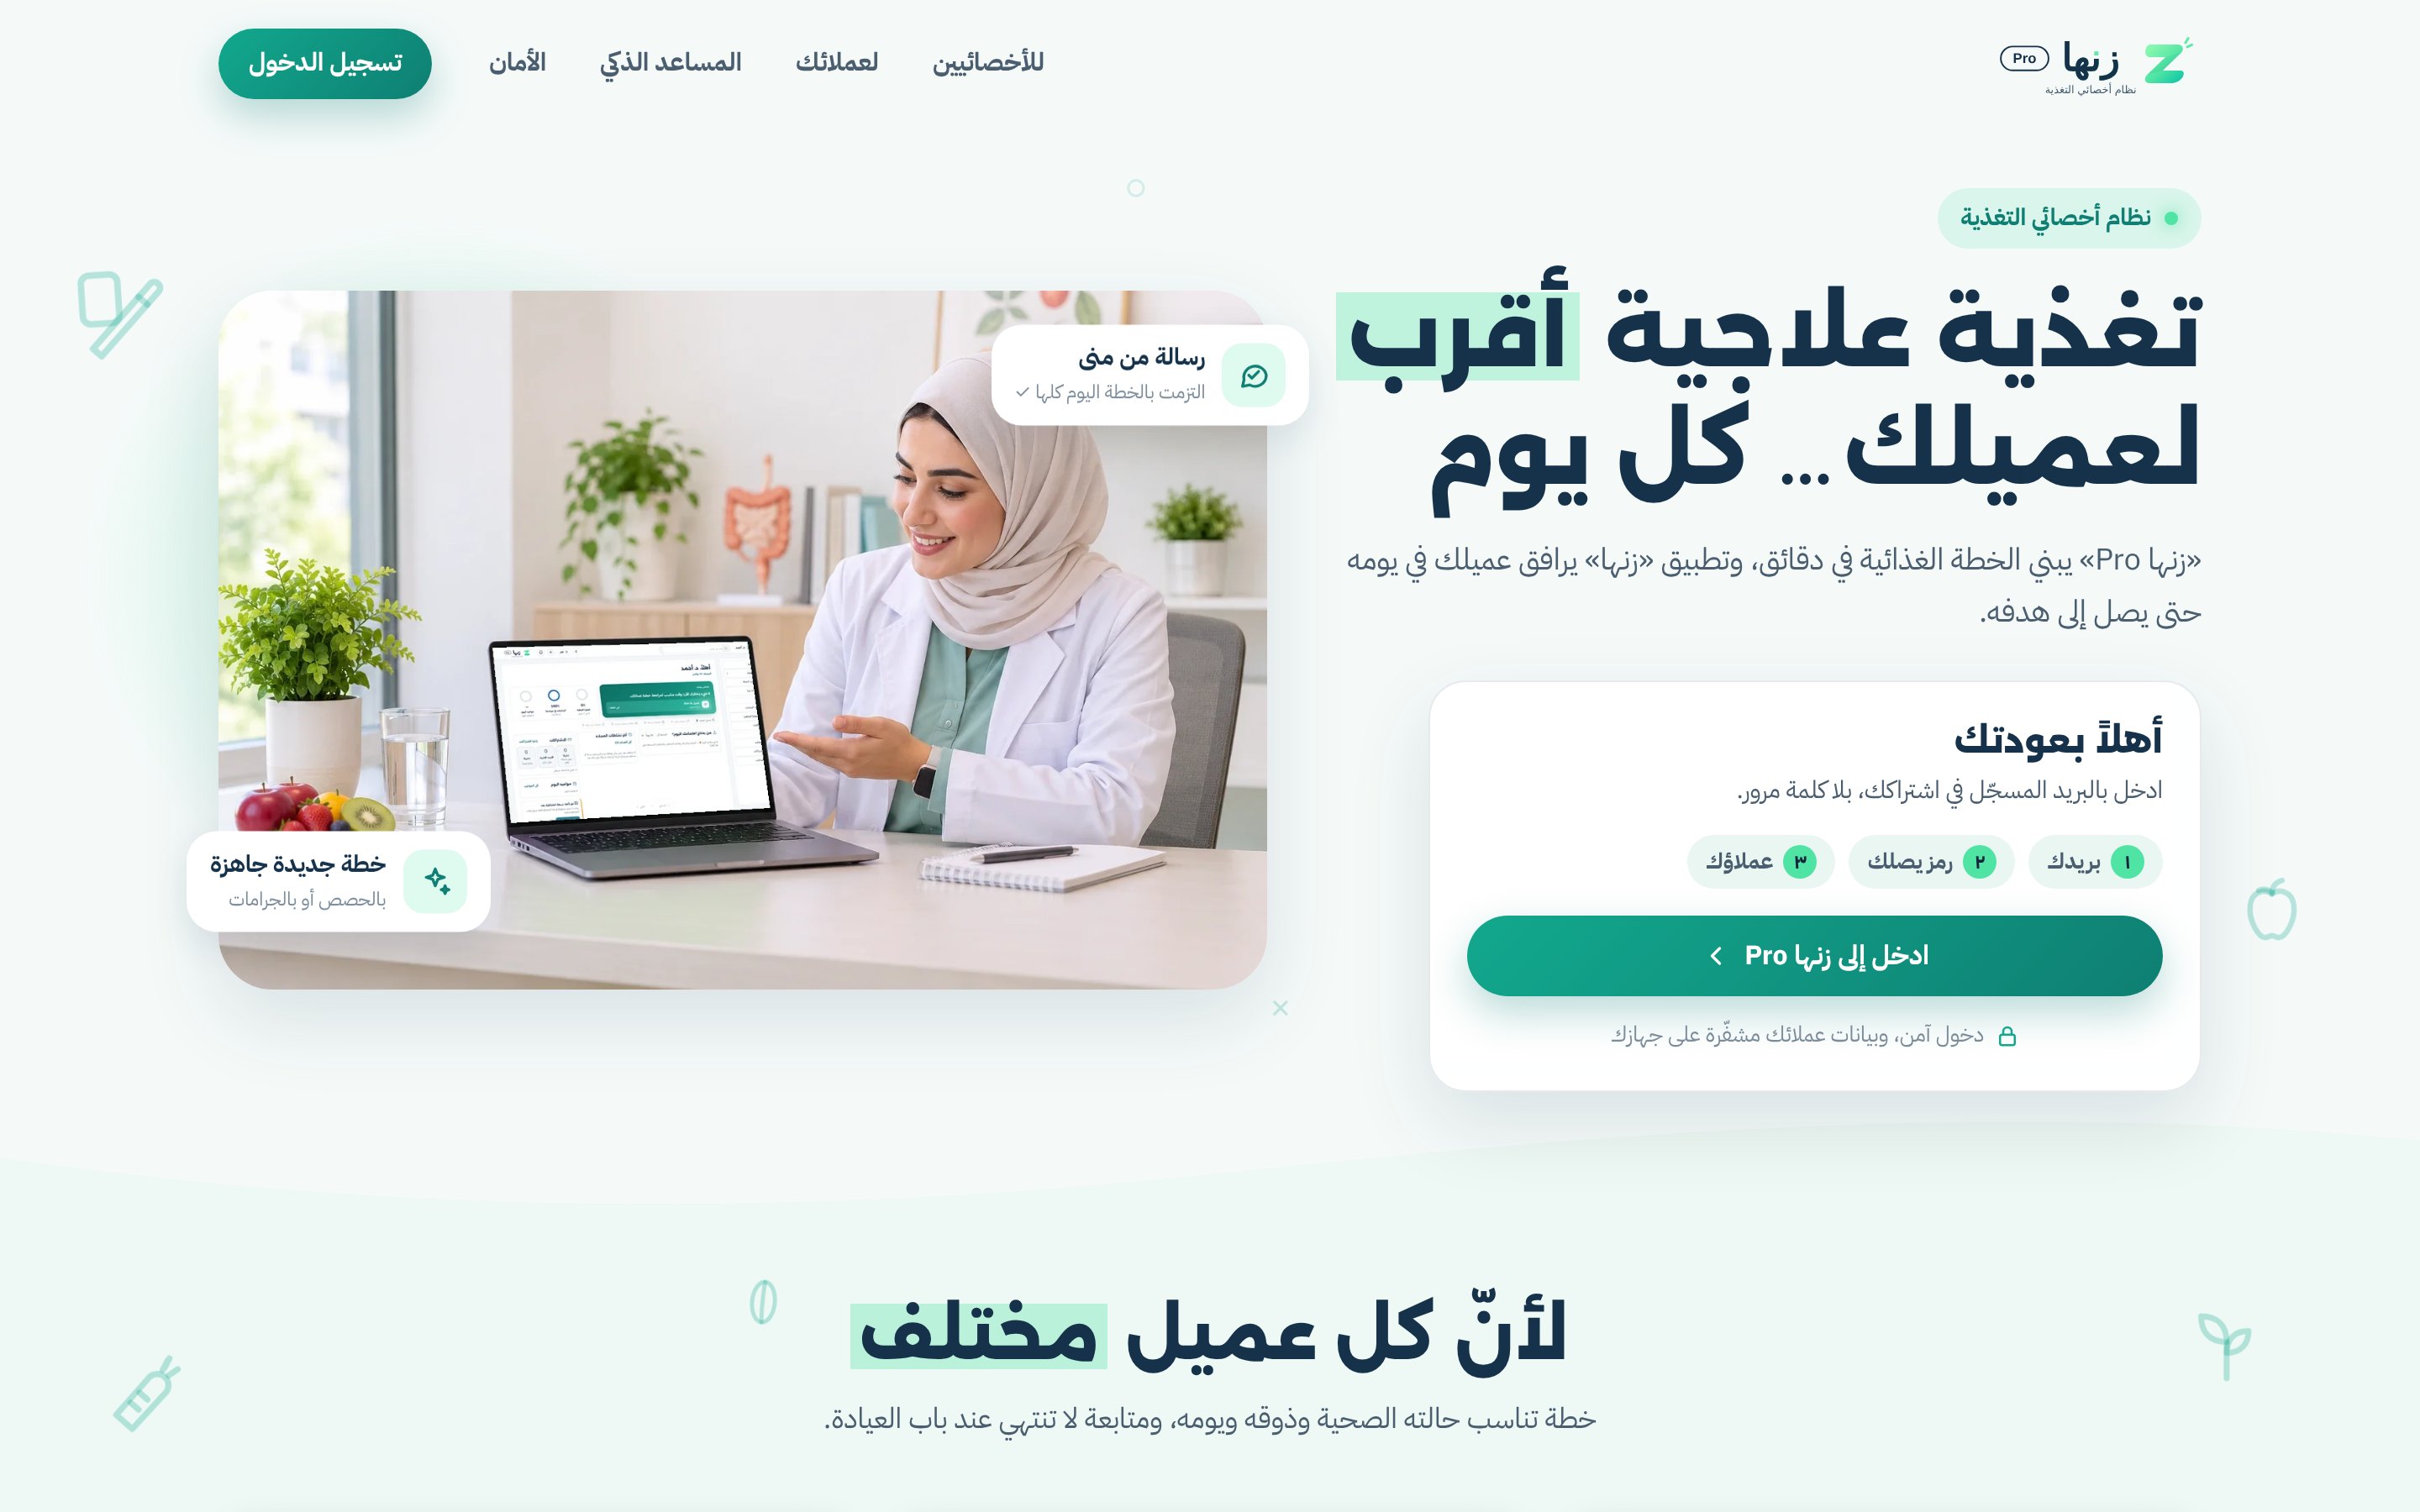 زنها Pro
نظام أخصائي التغذية
للأخصائيين
لعملائك
المساعد الذكي
الأمان
تسجيل الدخول
نظام أخصائي التغذية
تغذية علاجية أقرب
لعميلك... كل يوم
«زنها Pro» يبني الخطة الغذائية في دقائق، وتطبيق «زنها» يرافق عميلك في يومه
حتى يصل إلى هدفه.
أهلاً بعودتك
ادخل بالبريد المسجّل في اشتراكك، بلا كلمة مرور.
١ بريدك
٢ رمز يصلك
٣ عملاؤك
ادخل إلى زنها Pro
دخول آمن، وبيانات عملائك مشفّرة على جهازك
رسالة من منى
التزمت بالخطة اليوم كلها ✓
أهلاً د. أحمد
خطة جديدة جاهزة
بالحصص أو بالجرامات
لأنّ كل عميل مختلف
خطة تناسب حالته الصحية وذوقه ويومه، ومتابعة لا تنتهي عند باب العيادة.